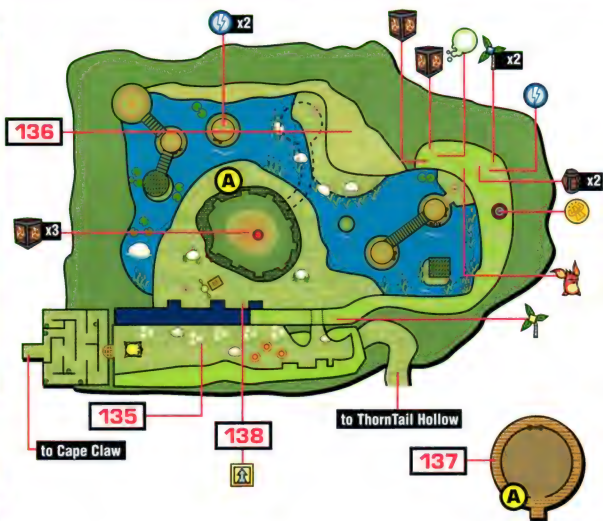 x2
x2
136
A
x2
x3
135
138
to ThornTail Hollow
to Cape Claw
137
A